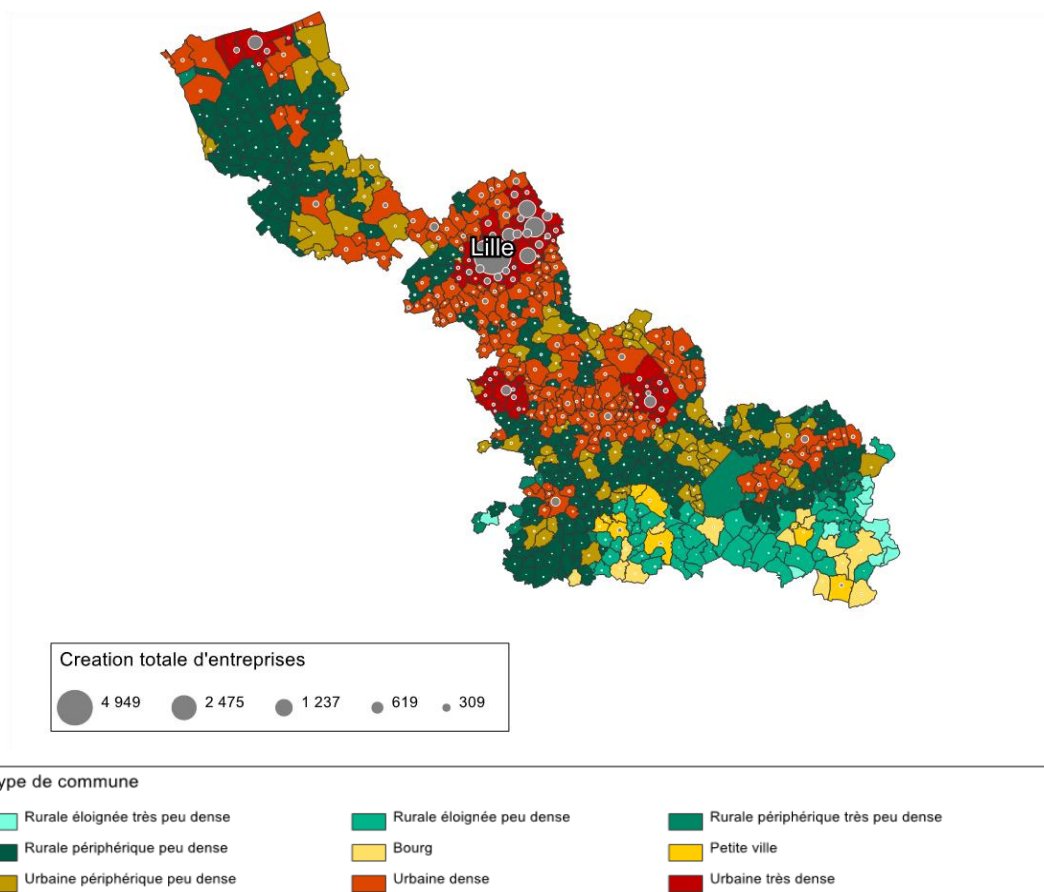 Lille
Creation totale d'entreprises
4 949 2 475 1 237 619 309
ype de commune
Rurale éloignée très peu dense Rurale éloignée peu dense Rurale périphérique très peu dense
Rurale périphérique peu dense Bourg Petite ville
Urbaine périphérique peu dense Urbaine dense Urbaine très dense